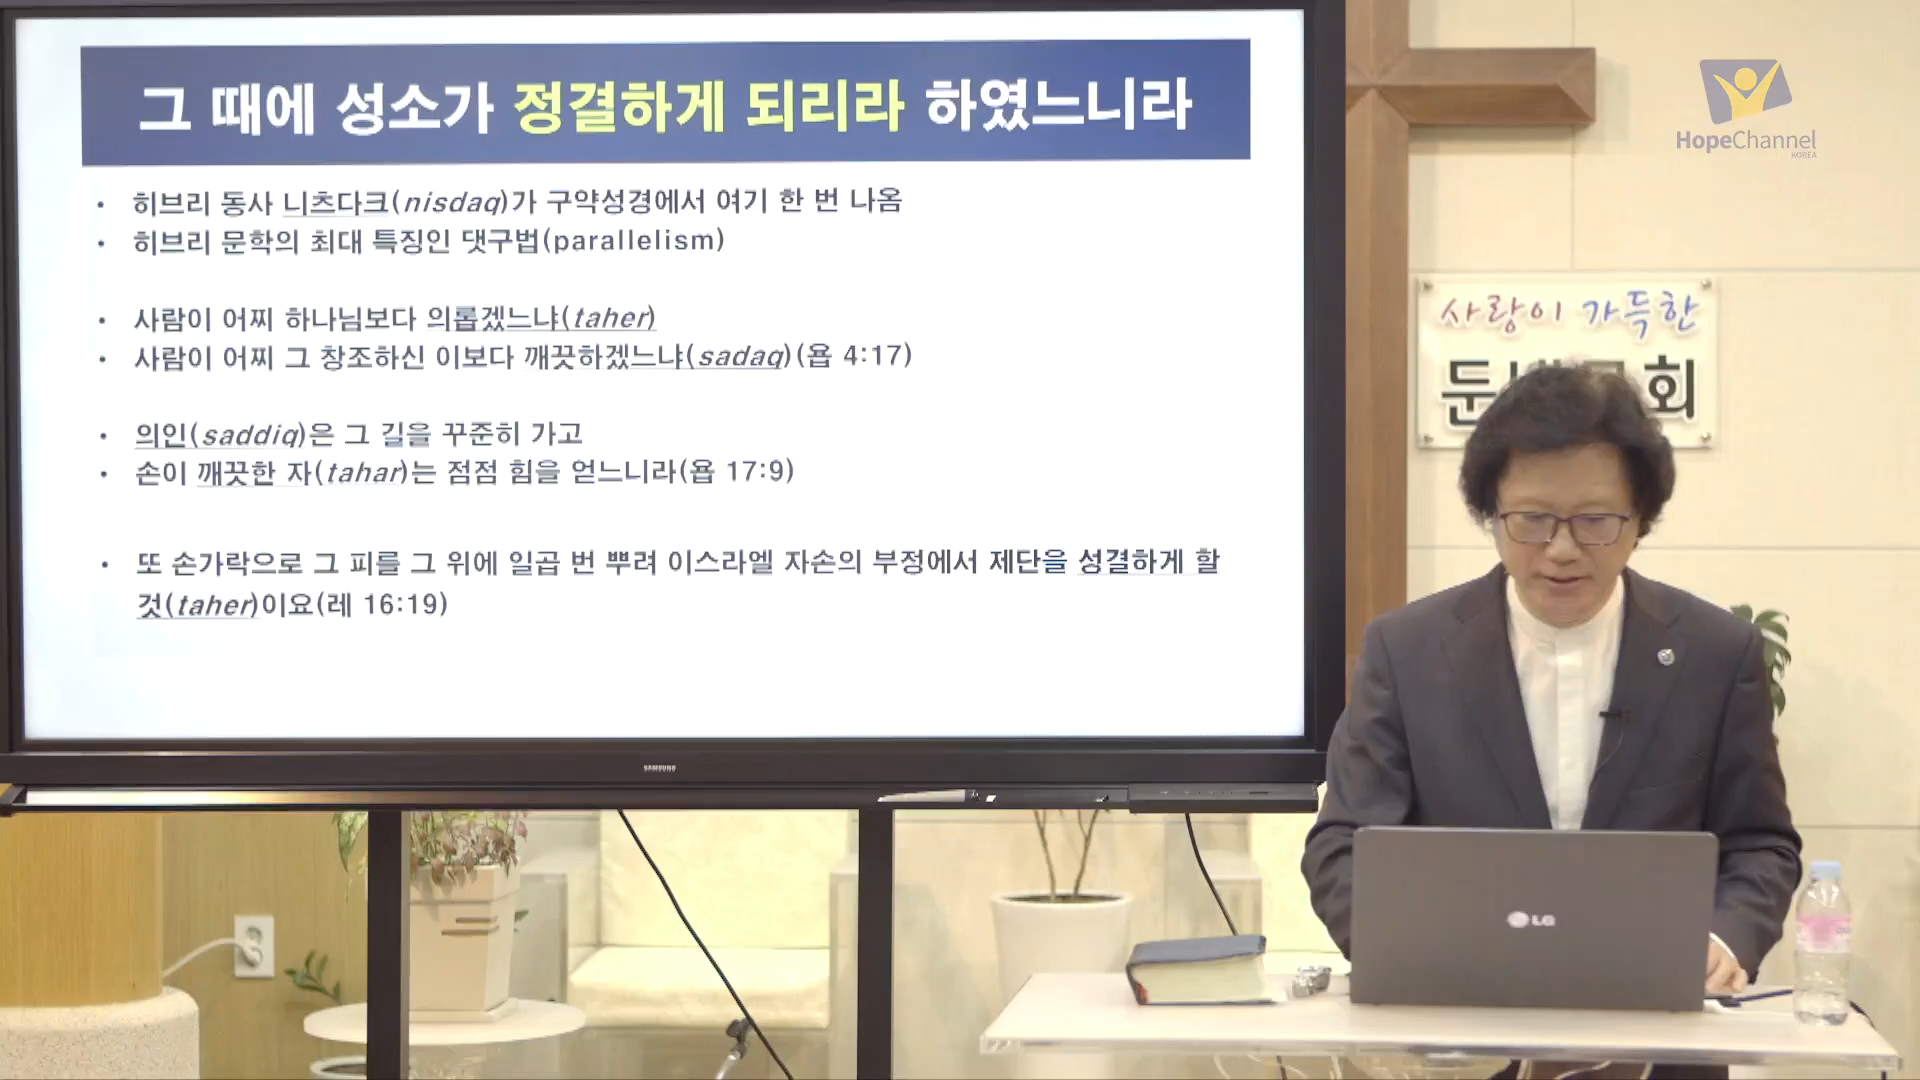 그 때에 성소가 정결하게 되리라 하였느니라
• 히브리 동사 니츠다크(nisdaq)가 구약성경에서 여기 한 번 나옴
• 히브리 문학의 최대 특징인 댓구법(parallelism)
• 사람이 어찌 하나님보다 의롭겠느냐(taher)
• 사람이 어찌 그 창조하신 이보다 깨끗하겠느냐(sadaq)(욥 4:17)
• 의인(saddiq)은 그 길을 꾸준히 가고
• 손이 깨끗한 자(tahar)는 점점 힘을 얻느니라(욥 17:9)
• 또 손가락으로 그 피를 그 위에 일곱 번 뿌려 이스라엘 자손의 부정에서 제단을 성결하게 할
것(taher)이요(레 16:19)
SAMSUNG
HopeChannel
KOREA
사랑이 가득한
회
LG